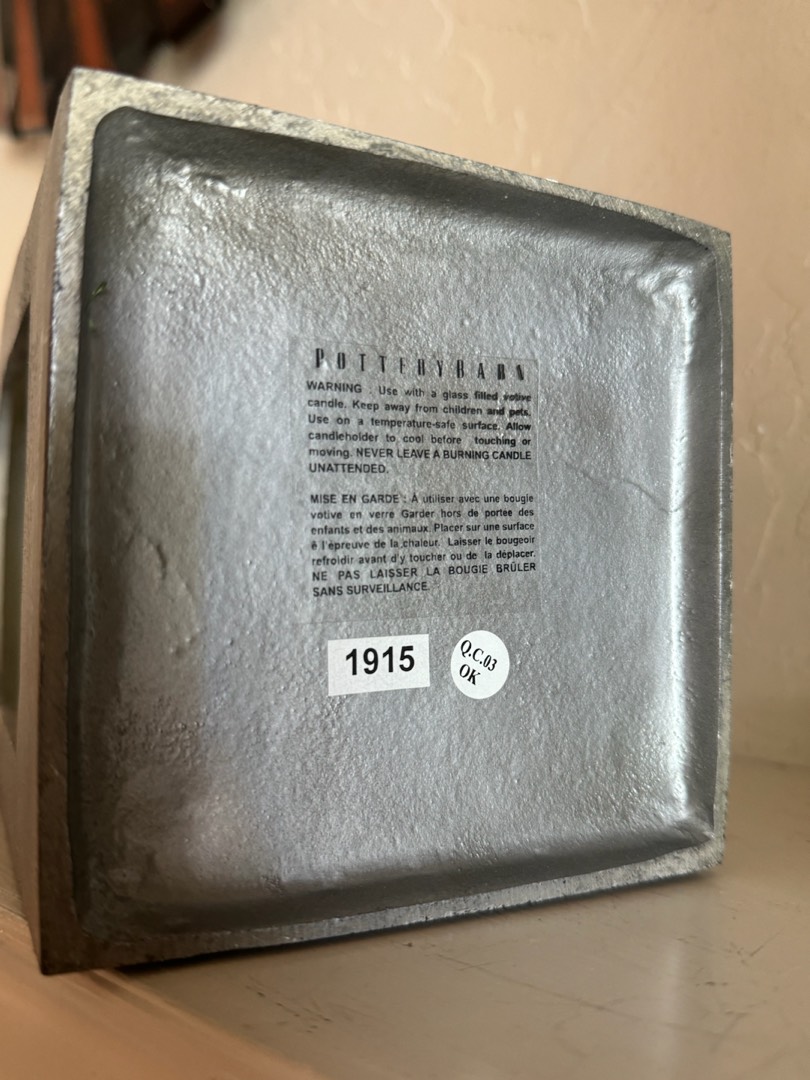 POTTERYBARN
WARNING : Use with a glass filled votive
candle. Keep away from children and pets.
Use on a temperature-safe surface. Allow
candleholder to cool before touching or
moving. NEVER LEAVE A BURNING CANDLE
UNATTENDED.
MISE EN GARDE : À utiliser avec une bougie
votive en verre Garder hors de portee des
enfants et des animaux. Placer sur une surface
è l'épreuve de la chaleur. Laisser le bougeoir
refroidir avant d'y toucher ou de la déplacer.
NE PAS LAISSER LA BOUGIE BRÛLER
SANS SURVEILLANCE.
1915
Q.C.03
OK